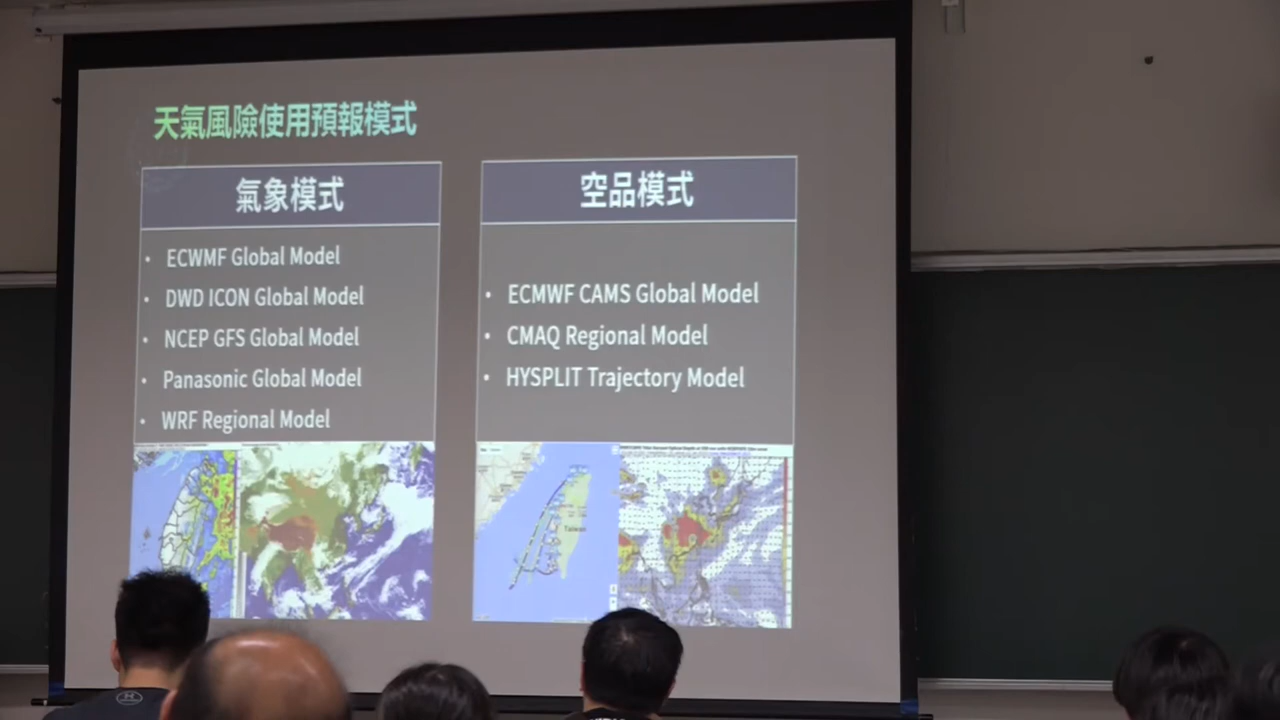 天氣風險使用預報模式
氣象模式
• ECWMF Global Model
• DWD ICON Global Model
• NCEP GFS Global Model
• Panasonic Global Model
• WRF Regional Model
空品模式
• ECMWF CAMS Global Model
• CMAQ Regional Model
• HYSPLIT Trajectory Model
Taiwan